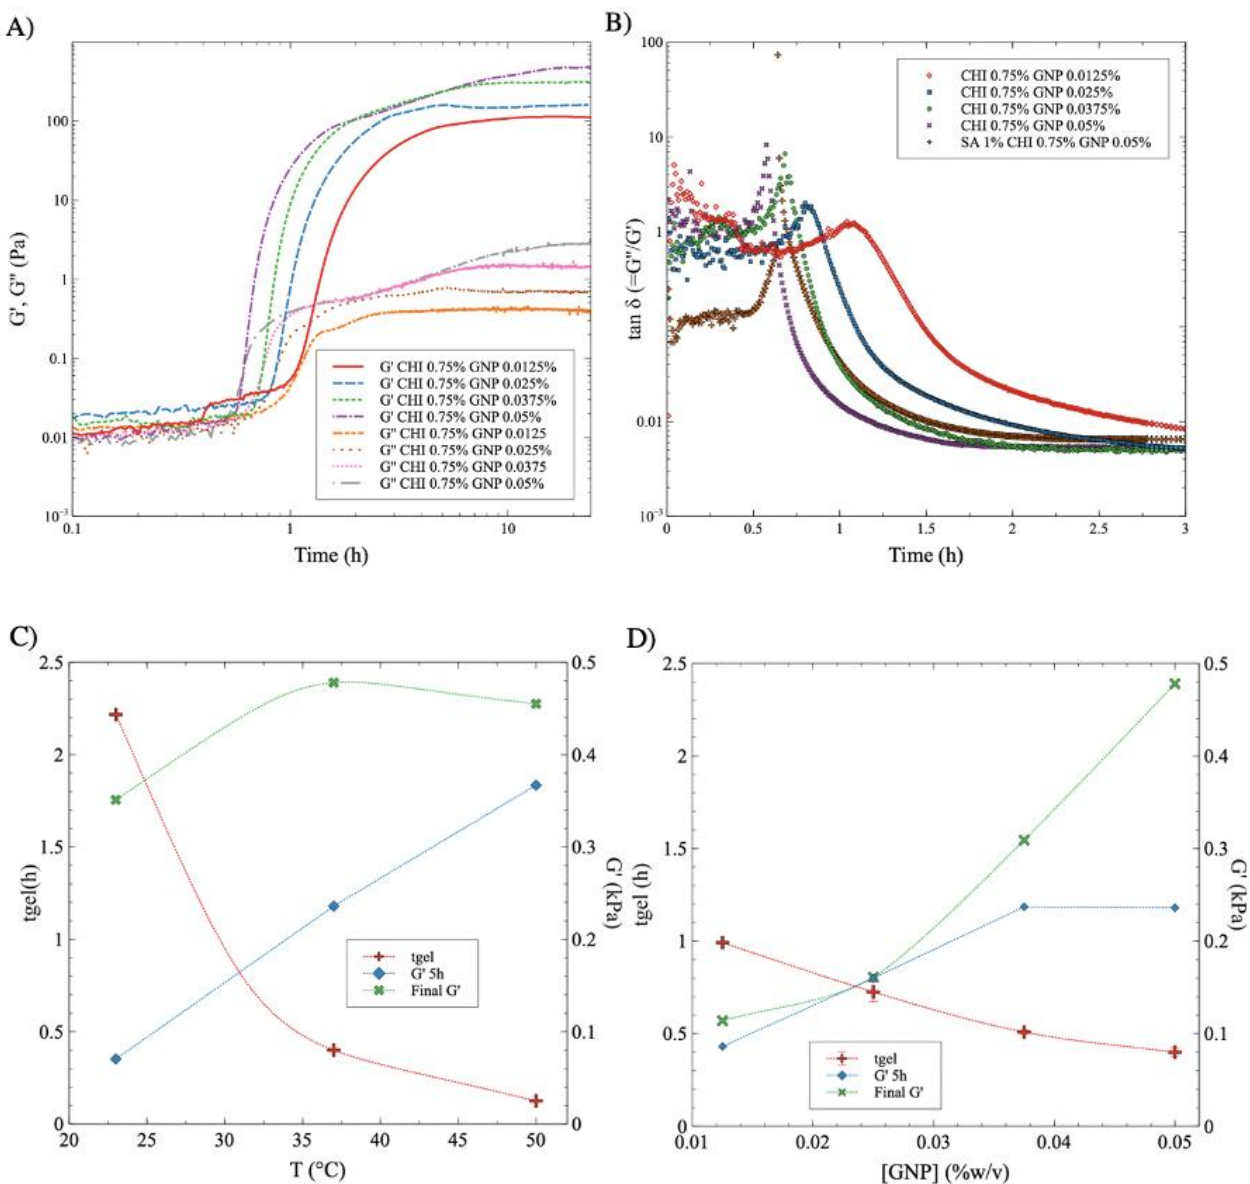 A)
100
10
1
0.1
0.01
10⁻³
G', G'' (Pa)
0.1
1
10
Time (h)
G' CHI 0.75% GNP 0.0125%
G' CHI 0.75% GNP 0.025%
G' CHI 0.75% GNP 0.0375%
G' CHI 0.75% GNP 0.05%
G'' CHI 0.75% GNP 0.0125
G'' CHI 0.75% GNP 0.025%
G'' CHI 0.75% GNP 0.0375
G'' CHI 0.75% GNP 0.05%
B)
100
10
1
0.1
0.01
10⁻³
tan δ (=G''/G')
0
0.5
1
1.5
2
2.5
3
Time (h)
CHI 0.75% GNP 0.0125%
CHI 0.75% GNP 0.025%
CHI 0.75% GNP 0.0375%
CHI 0.75% GNP 0.05%
SA 1% CHI 0.75% GNP 0.05%
C)
2.5
2
1.5
1
0.5
0
tgel(h)
0.5
0.4
0.3
0.2
0.1
0
G' (kPa)
20
25
30
35
40
45
50
T (°C)
tgel
G' 5h
Final G'
D)
2.5
2
1.5
1
0.5
0
tgel (h)
0.5
0.4
0.3
0.2
0.1
0
G' (kPa)
0.01
0.02
0.03
0.04
0.05
[GNP] (%w/v)
tgel
G' 5h
Final G'